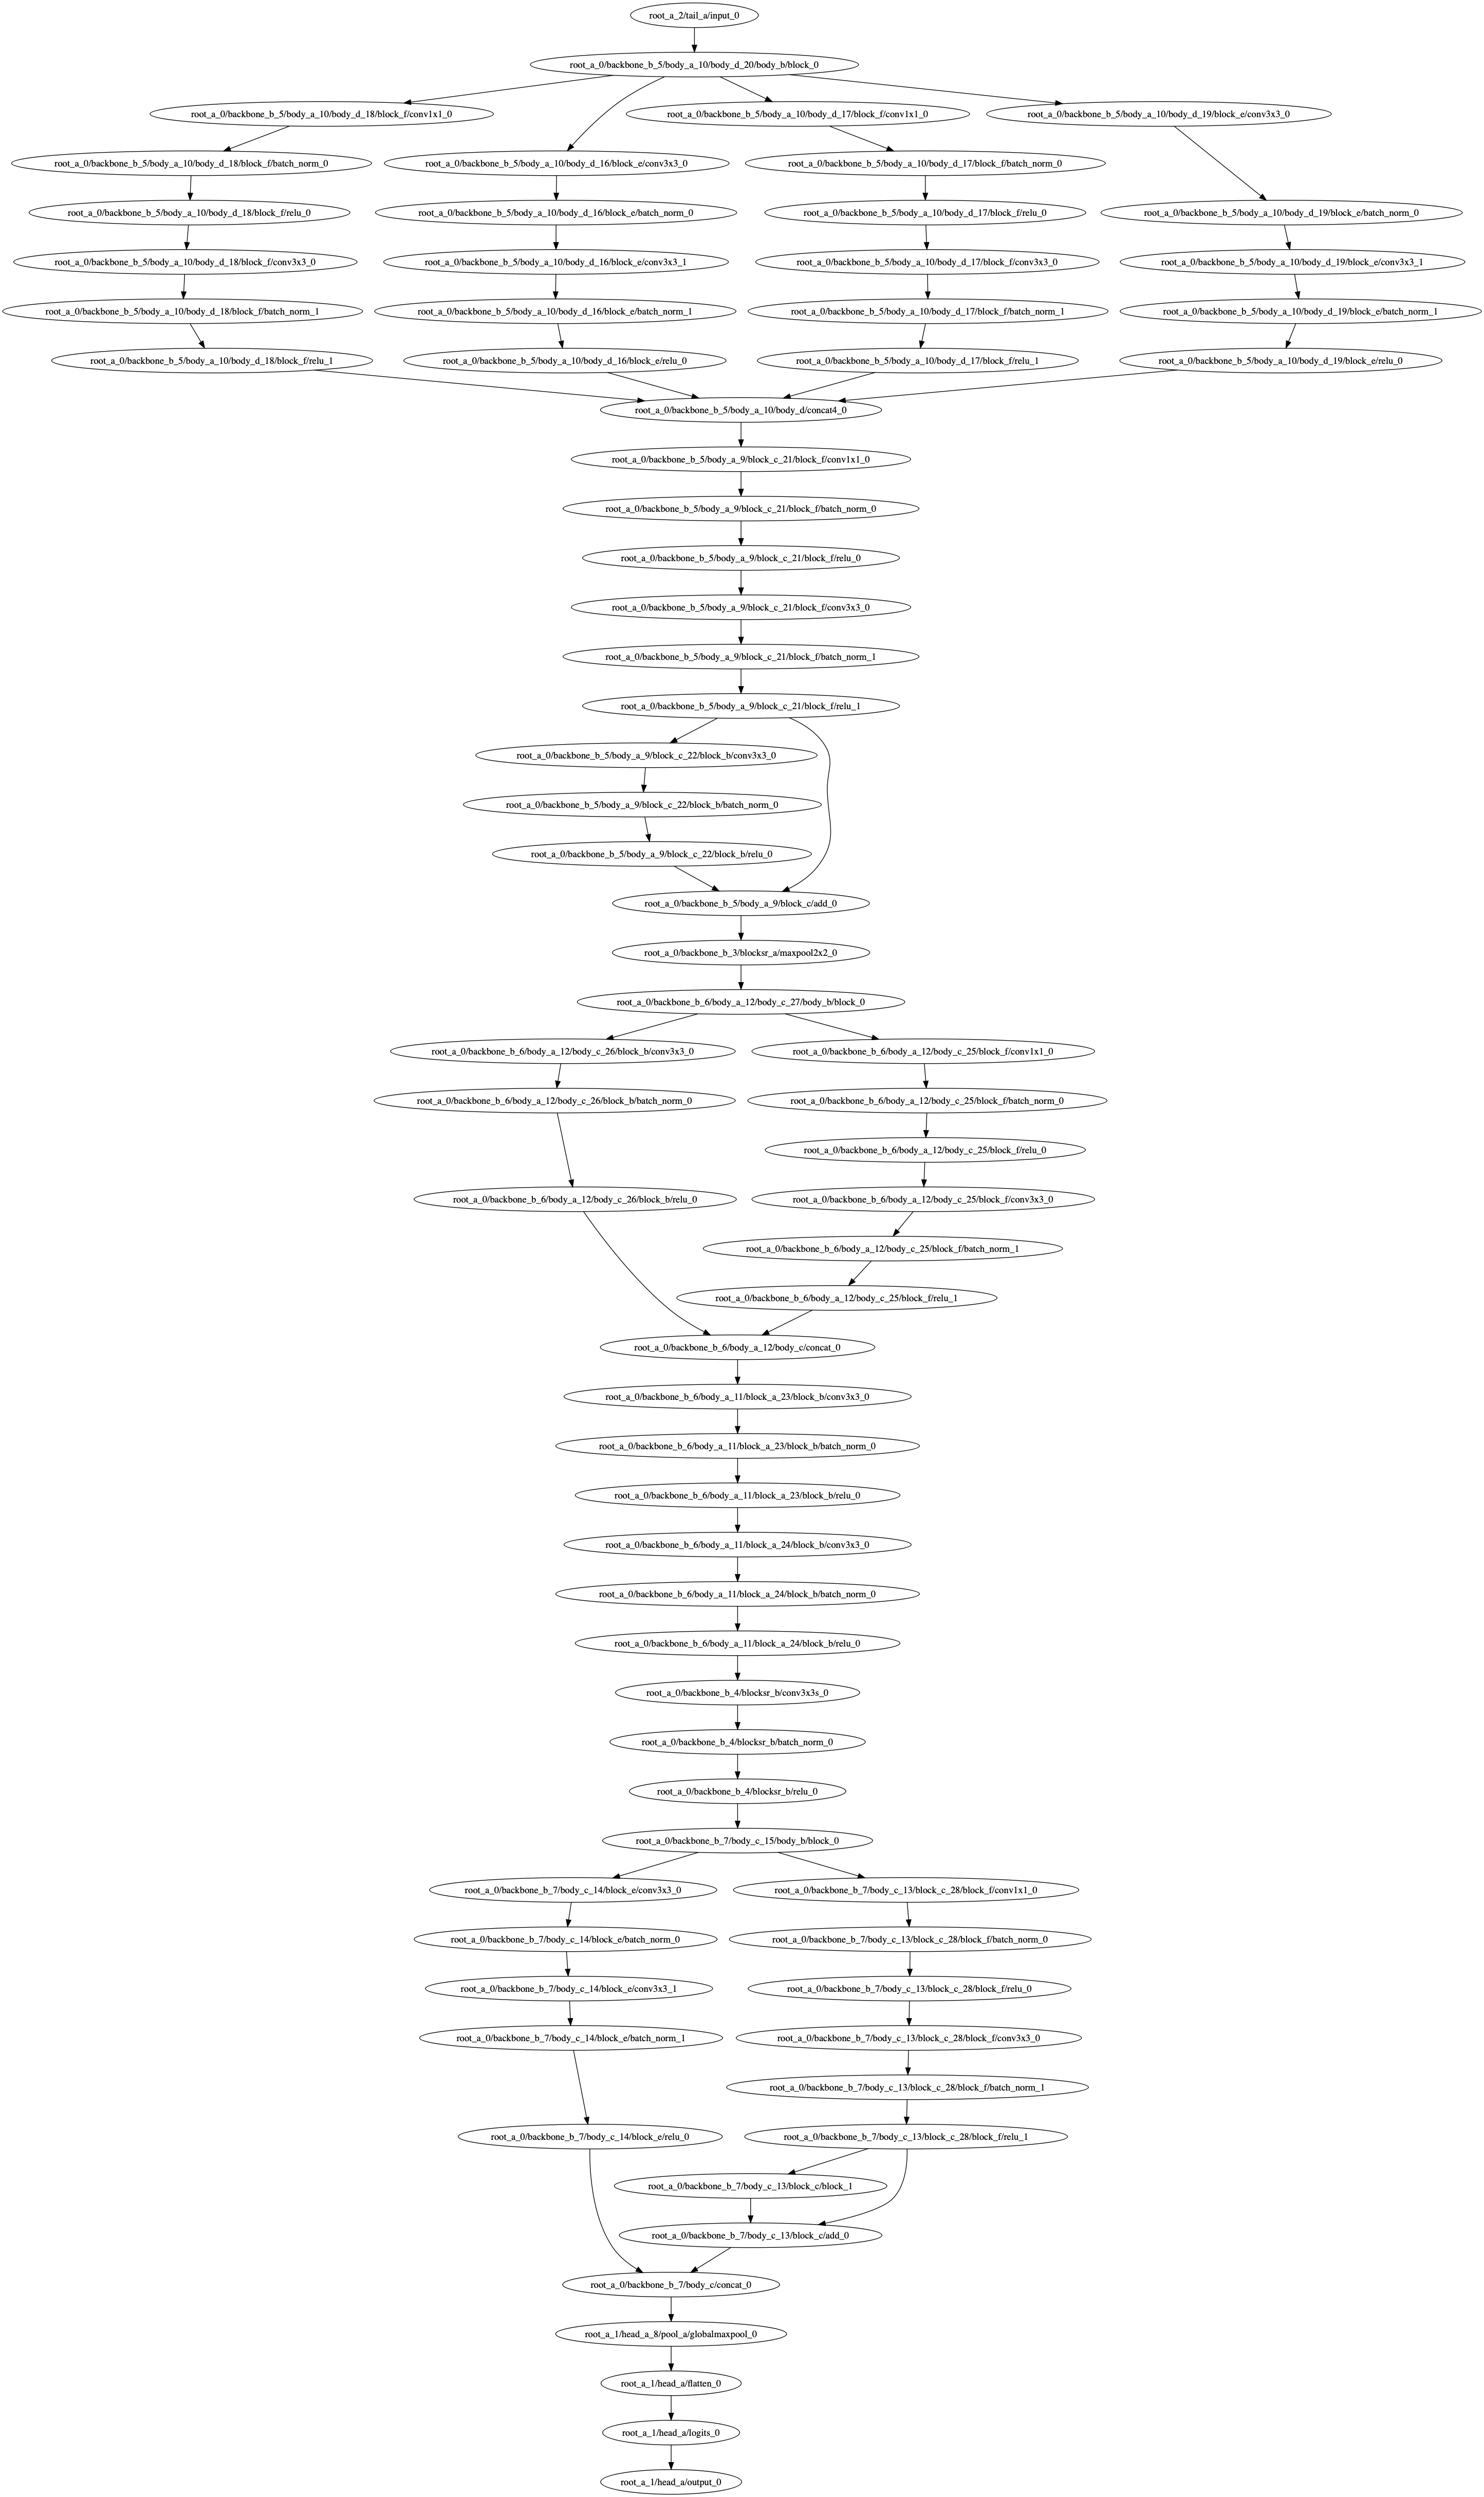 root_a_2/tail_a/input_0
root_a_0/backbone_b_5/body_a_10/body_d_20/body_b/block_0
root_a_0/backbone_b_5/body_a_10/body_d_18/block_f/conv1x1_0
root_a_0/backbone_b_5/body_a_10/body_d_17/block_f/conv1x1_0
root_a_0/backbone_b_5/body_a_10/body_d_19/block_e/conv3x3_0
root_a_0/backbone_b_5/body_a_10/body_d_18/block_f/batch_norm_0
root_a_0/backbone_b_5/body_a_10/body_d_16/block_e/conv3x3_0
root_a_0/backbone_b_5/body_a_10/body_d_17/block_f/batch_norm_0
root_a_0/backbone_b_5/body_a_10/body_d_18/block_f/relu_0
root_a_0/backbone_b_5/body_a_10/body_d_16/block_e/batch_norm_0
root_a_0/backbone_b_5/body_a_10/body_d_17/block_f/relu_0
root_a_0/backbone_b_5/body_a_10/body_d_19/block_e/batch_norm_0
root_a_0/backbone_b_5/body_a_10/body_d_18/block_f/conv3x3_0
root_a_0/backbone_b_5/body_a_10/body_d_16/block_e/conv3x3_1
root_a_0/backbone_b_5/body_a_10/body_d_17/block_f/conv3x3_0
root_a_0/backbone_b_5/body_a_10/body_d_19/block_e/conv3x3_1
root_a_0/backbone_b_5/body_a_10/body_d_18/block_f/batch_norm_1
root_a_0/backbone_b_5/body_a_10/body_d_16/block_e/batch_norm_1
root_a_0/backbone_b_5/body_a_10/body_d_17/block_f/batch_norm_1
root_a_0/backbone_b_5/body_a_10/body_d_19/block_e/batch_norm_1
root_a_0/backbone_b_5/body_a_10/body_d_18/block_f/relu_1
root_a_0/backbone_b_5/body_a_10/body_d_16/block_e/relu_0
root_a_0/backbone_b_5/body_a_10/body_d_17/block_f/relu_1
root_a_0/backbone_b_5/body_a_10/body_d_19/block_e/relu_0
root_a_0/backbone_b_5/body_a_10/body_d/concat4_0
root_a_0/backbone_b_5/body_a_9/block_c_21/block_f/conv1x1_0
root_a_0/backbone_b_5/body_a_9/block_c_21/block_f/batch_norm_0
root_a_0/backbone_b_5/body_a_9/block_c_21/block_f/relu_0
root_a_0/backbone_b_5/body_a_9/block_c_21/block_f/conv3x3_0
root_a_0/backbone_b_5/body_a_9/block_c_21/block_f/batch_norm_1
root_a_0/backbone_b_5/body_a_9/block_c_21/block_f/relu_1
root_a_0/backbone_b_5/body_a_9/block_c_22/block_b/conv3x3_0
root_a_0/backbone_b_5/body_a_9/block_c_22/block_b/batch_norm_0
root_a_0/backbone_b_5/body_a_9/block_c_22/block_b/relu_0
root_a_0/backbone_b_5/body_a_9/block_c/add_0
root_a_0/backbone_b_3/blocksr_a/maxpool2x2_0
root_a_0/backbone_b_6/body_a_12/body_c_27/body_b/block_0
root_a_0/backbone_b_6/body_a_12/body_c_26/block_b/conv3x3_0
root_a_0/backbone_b_6/body_a_12/body_c_25/block_f/conv1x1_0
root_a_0/backbone_b_6/body_a_12/body_c_26/block_b/batch_norm_0
root_a_0/backbone_b_6/body_a_12/body_c_25/block_f/batch_norm_0
root_a_0/backbone_b_6/body_a_12/body_c_25/block_f/relu_0
root_a_0/backbone_b_6/body_a_12/body_c_26/block_b/relu_0
root_a_0/backbone_b_6/body_a_12/body_c_25/block_f/conv3x3_0
root_a_0/backbone_b_6/body_a_12/body_c_25/block_f/batch_norm_1
root_a_0/backbone_b_6/body_a_12/body_c_25/block_f/relu_1
root_a_0/backbone_b_6/body_a_12/body_c/concat_0
root_a_0/backbone_b_6/body_a_11/block_a_23/block_b/conv3x3_0
root_a_0/backbone_b_6/body_a_11/block_a_23/block_b/batch_norm_0
root_a_0/backbone_b_6/body_a_11/block_a_23/block_b/relu_0
root_a_0/backbone_b_6/body_a_11/block_a_24/block_b/conv3x3_0
root_a_0/backbone_b_6/body_a_11/block_a_24/block_b/batch_norm_0
root_a_0/backbone_b_6/body_a_11/block_a_24/block_b/relu_0
root_a_0/backbone_b_4/blocksr_b/conv3x3s_0
root_a_0/backbone_b_4/blocksr_b/batch_norm_0
root_a_0/backbone_b_4/blocksr_b/relu_0
root_a_0/backbone_b_7/body_c_15/body_b/block_0
root_a_0/backbone_b_7/body_c_14/block_e/conv3x3_0
root_a_0/backbone_b_7/body_c_13/block_c_28/block_f/conv1x1_0
root_a_0/backbone_b_7/body_c_14/block_e/batch_norm_0
root_a_0/backbone_b_7/body_c_13/block_c_28/block_f/batch_norm_0
root_a_0/backbone_b_7/body_c_14/block_e/conv3x3_1
root_a_0/backbone_b_7/body_c_13/block_c_28/block_f/relu_0
root_a_0/backbone_b_7/body_c_14/block_e/batch_norm_1
root_a_0/backbone_b_7/body_c_13/block_c_28/block_f/conv3x3_0
root_a_0/backbone_b_7/body_c_13/block_c_28/block_f/batch_norm_1
root_a_0/backbone_b_7/body_c_14/block_e/relu_0
root_a_0/backbone_b_7/body_c_13/block_c_28/block_f/relu_1
root_a_0/backbone_b_7/body_c_13/block_c/block_1
root_a_0/backbone_b_7/body_c_13/block_c/add_0
root_a_0/backbone_b_7/body_c/concat_0
root_a_1/head_a_8/pool_a/globalmaxpool_0
root_a_1/head_a/flatten_0
root_a_1/head_a/logits_0
root_a_1/head_a/output_0